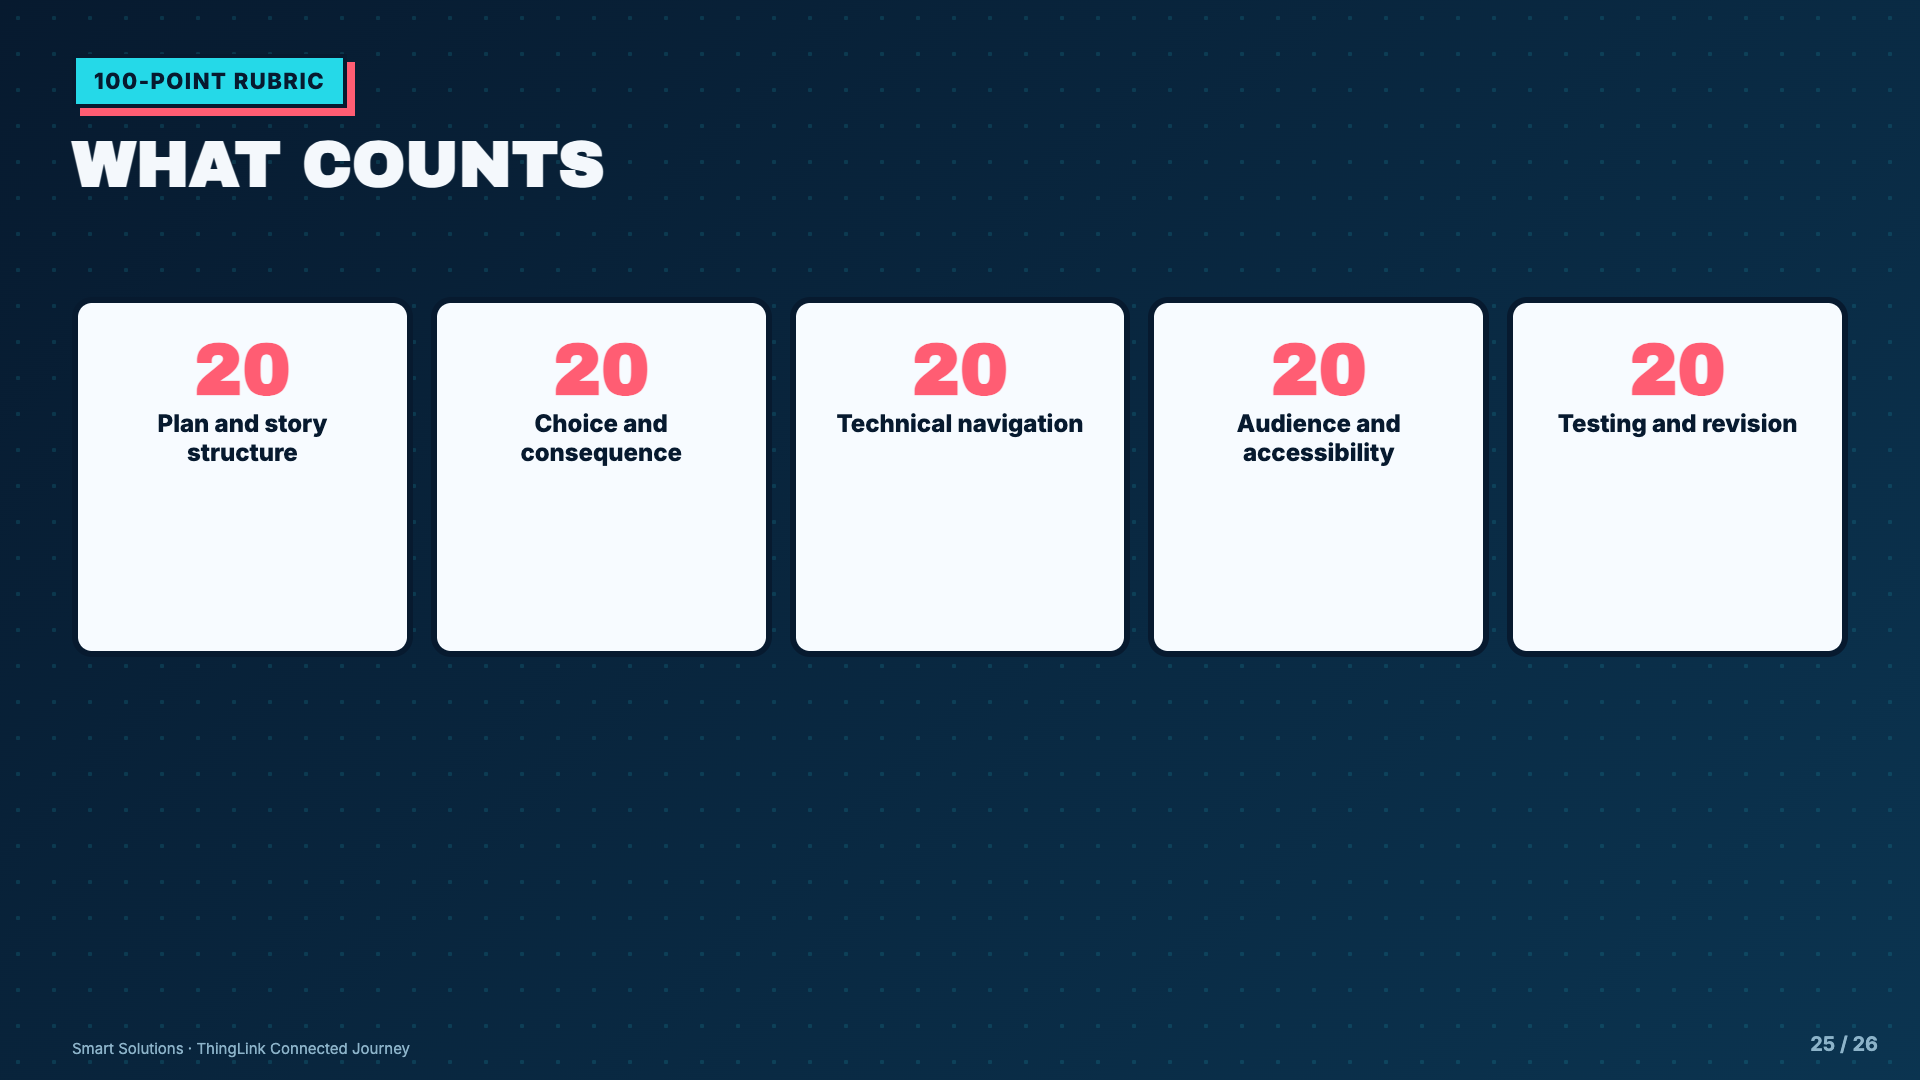 100-POINT RUBRIC
WHAT COUNTS
20
Plan and story
structure
20
Choice and
consequence
20
Technical navigation
20
Audience and
accessibility
20
Testing and revision
Smart Solutions · ThingLink Connected Journey
25 / 26